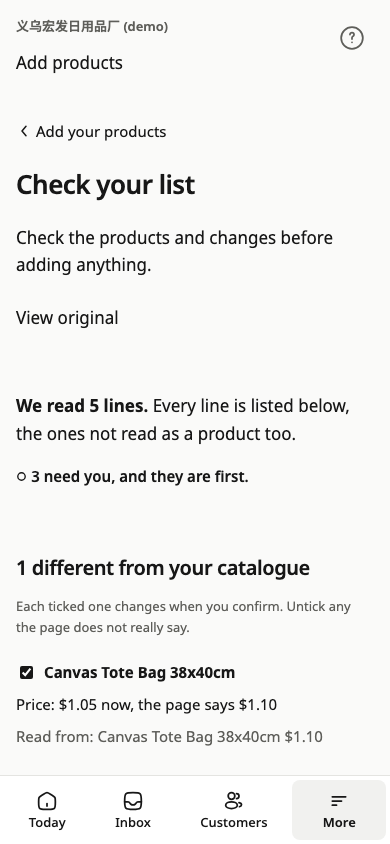 义乌宏发日用品厂 (demo)
Add products
Add your products
Check your list
Check the products and changes before
adding anything.
View original
We read 5 lines. Every line is listed below,
the ones not read as a product too.
3 need you, and they are first.
1 different from your catalogue
Each ticked one changes when you confirm. Untick any
the page does not really say.
Canvas Tote Bag 38x40cm
Price: $1.05 now, the page says $1.10
Read from: Canvas Tote Bag 38x40cm $1.10
Today
Inbox
Customers
More